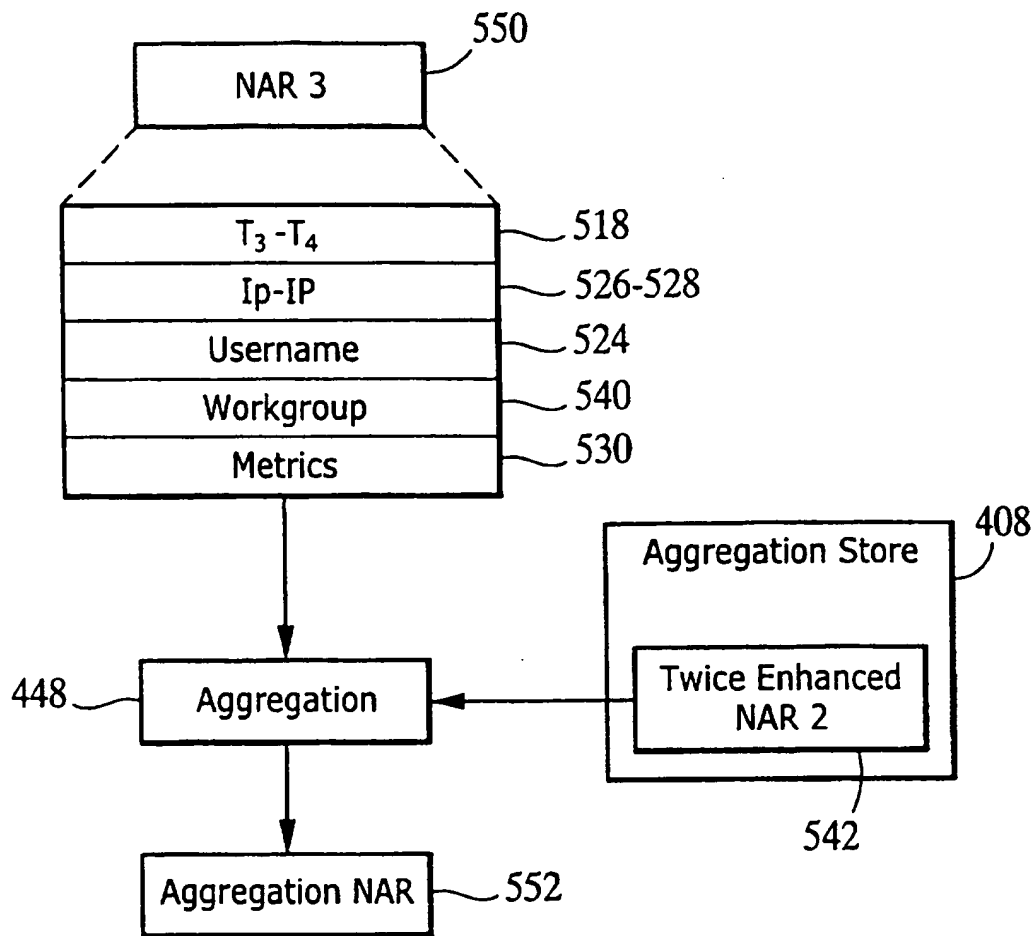 550
NAR 3
T₃-T₄
518
Ip-IP
526-528
Username
524
Workgroup
540
Metrics
530
408
Aggregation Store
448
Aggregation
Twice Enhanced
NAR 2
542
Aggregation NAR
552